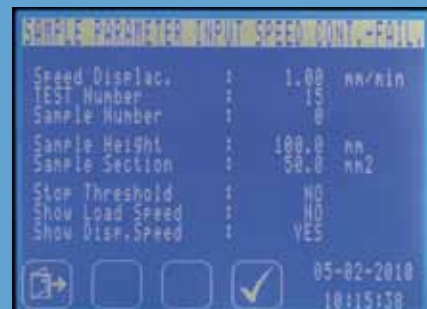 SAMPLE PARAMETER INPUT SPEED CONT.-FAIL.
Speed Displac. : 1.00 mm/min
TEST Number : 15
Sample Number : 0
Sample Height : 100.0 mm
Sample Section : 50.0 mm2
Stop Threshold : NO
Show Load Speed : NO
Show Disp.Speed : YES
05-02-2010
10:15:38